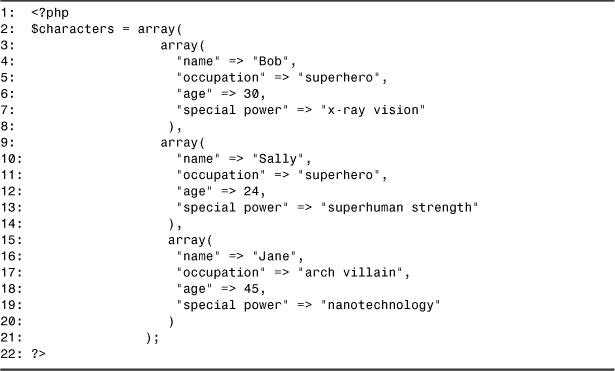 1:  <?php
2:  $characters = array(
3:                  array(
4:                    "name" => "Bob",
5:                    "occupation" => "superhero",
6:                    "age" => 30,
7:                    "special power" => "x-ray vision"
8:                   ),
9:                  array(
10:                   "name" => "Sally",
11:                   "occupation" => "superhero",
12:                   "age" => 24,
13:                   "special power" => "superhuman strength"
14:                  ),
15:                  array(
16:                   "name" => "Jane",
17:                   "occupation" => "arch villain",
18:                   "age" => 45,
19:                   "special power" => "nanotechnology"
20:                  )
21:               );
22: ?>